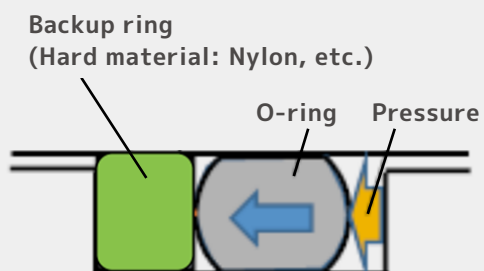 Backup ring
(Hard material: Nylon, etc.)
O-ring Pressure